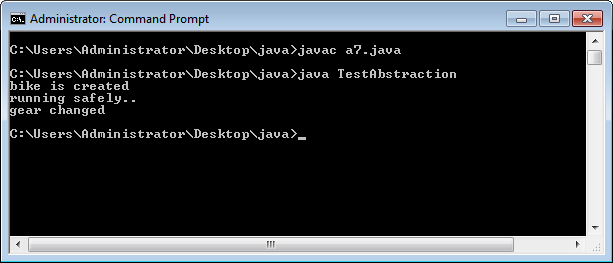 Administrator: Command Prompt
C:\Users\Administrator\Desktop\java>javac a7.java
C:\Users\Administrator\Desktop\java>java TestAbstraction
bike is created
running safely..
gear changed
C:\Users\Administrator\Desktop\java>_